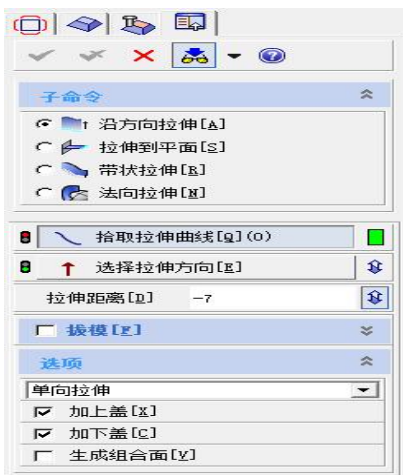 子命令
沿方向拉伸[A]
拉伸到平面[S]
带状拉伸[R]
法向拉伸[N]
拾取拉伸曲线[Q](0)
选择拉伸方向[E]
拉伸距离[D] -7
拔模[F]
选项
单向拉伸
加上盖[X]
加下盖[C]
生成组合面[V]